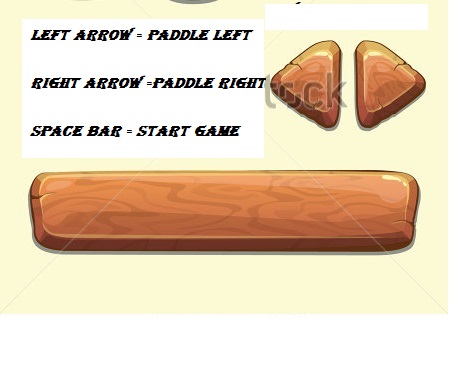 LEFT ARROW = PADDLE LEFT
RIGHT ARROW =PADDLE RIGHT
SPACE BAR = START GAME